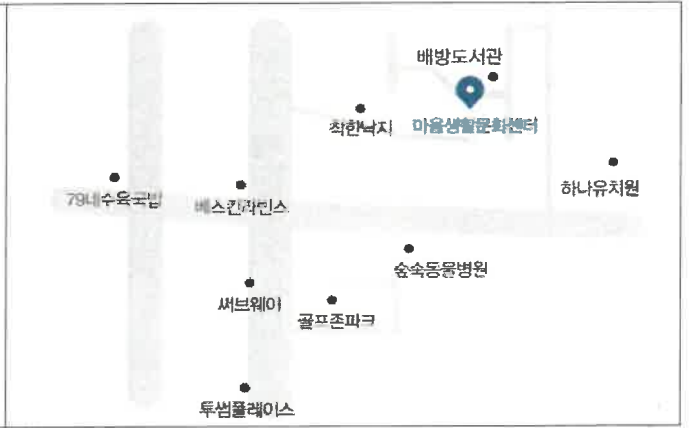 배방도서관
착한낙지
마을생활문화센터
하나유치원
79네수육국밥
베스킨라빈스
숲속동물병원
써브웨이
골프존파크
투썸플레이스